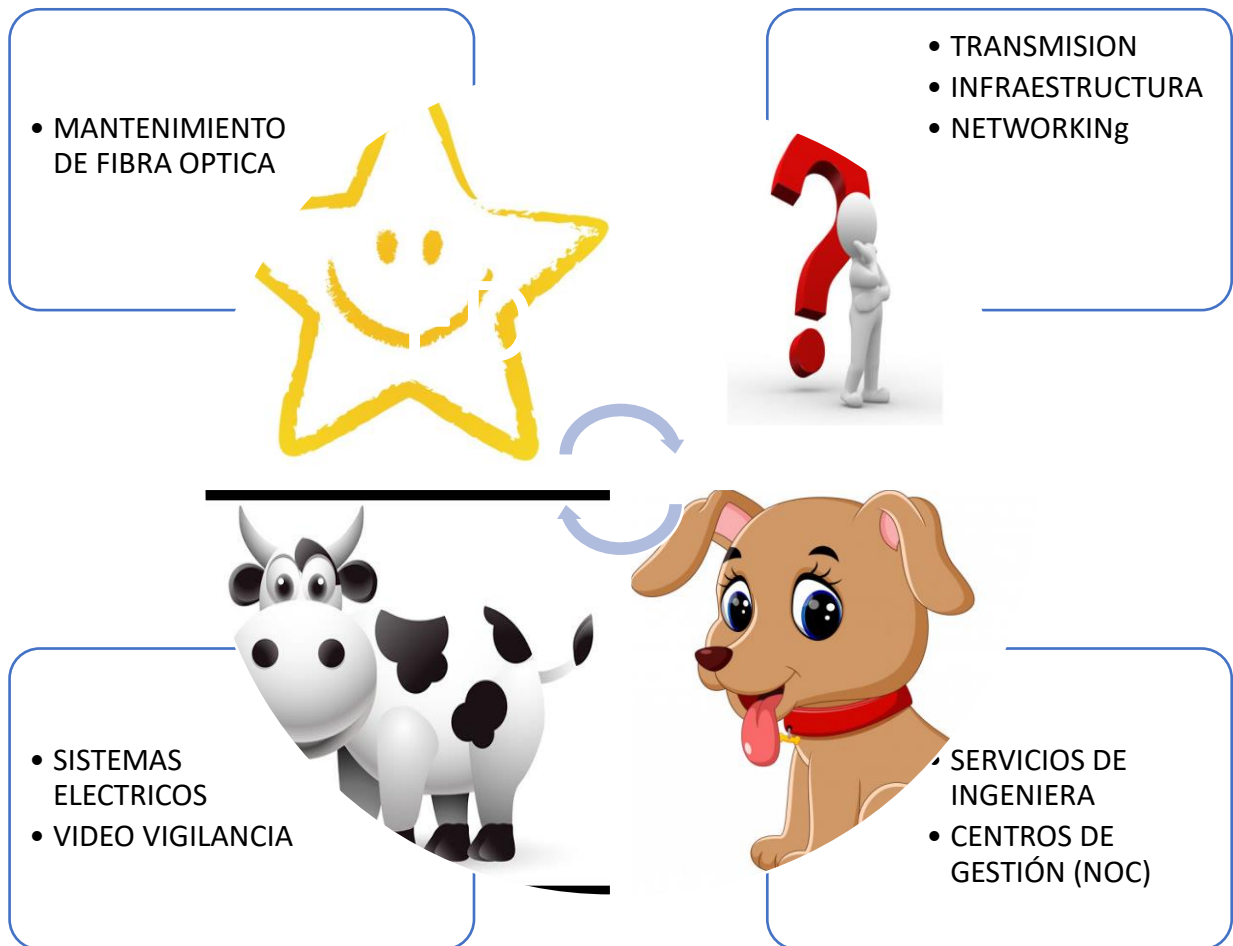 • MANTENIMIENTO
DE FIBRA OPTICA
• TRANSMISION
• INFRAESTRUCTURA
• NETWORKINg
• SISTEMAS
ELECTRICOS
• VIDEO VIGILANCIA
• SERVICIOS DE
INGENIERA
• CENTROS DE
GESTIÓN (NOC)